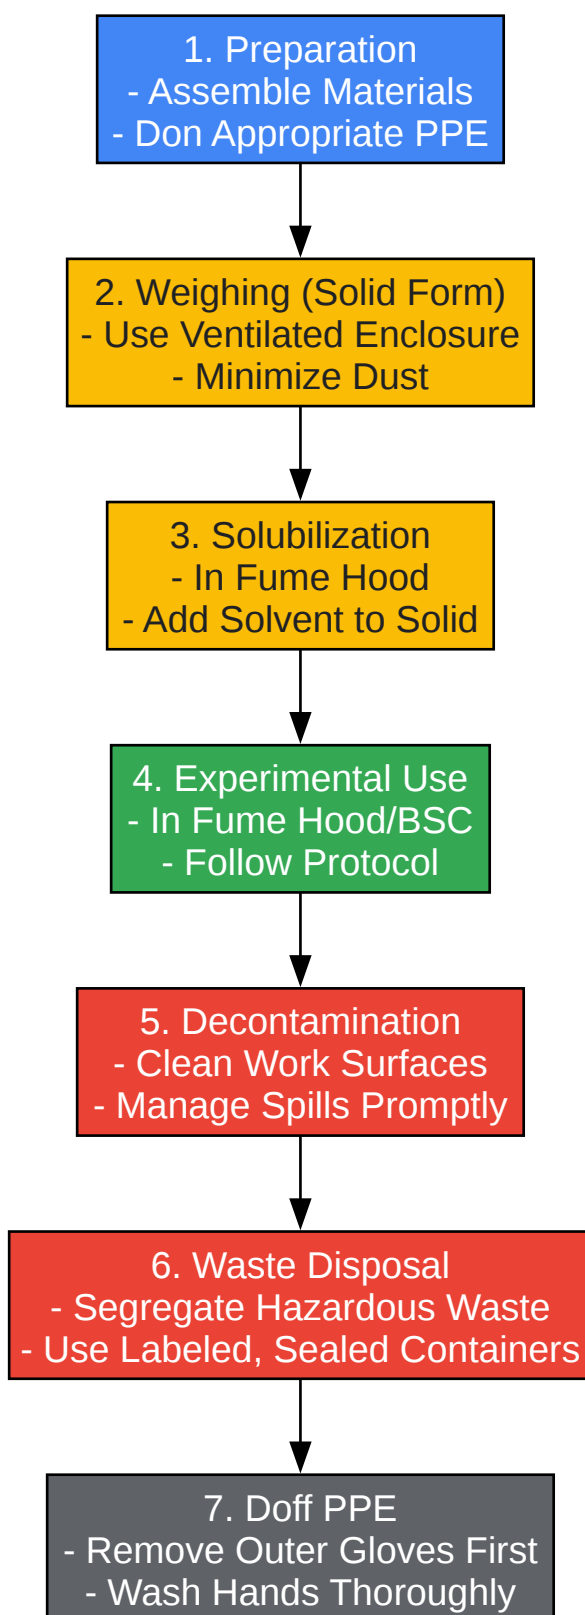 1. Preparation
- Assemble Materials
- Don Appropriate PPE
2. Weighing (Solid Form)
- Use Ventilated Enclosure
- Minimize Dust
3. Solubilization
- In Fume Hood
- Add Solvent to Solid
4. Experimental Use
- In Fume Hood/BSC
- Follow Protocol
5. Decontamination
- Clean Work Surfaces
- Manage Spills Promptly
6. Waste Disposal
- Segregate Hazardous Waste
- Use Labeled, Sealed Containers
7. Doff PPE
- Remove Outer Gloves First
- Wash Hands Thoroughly